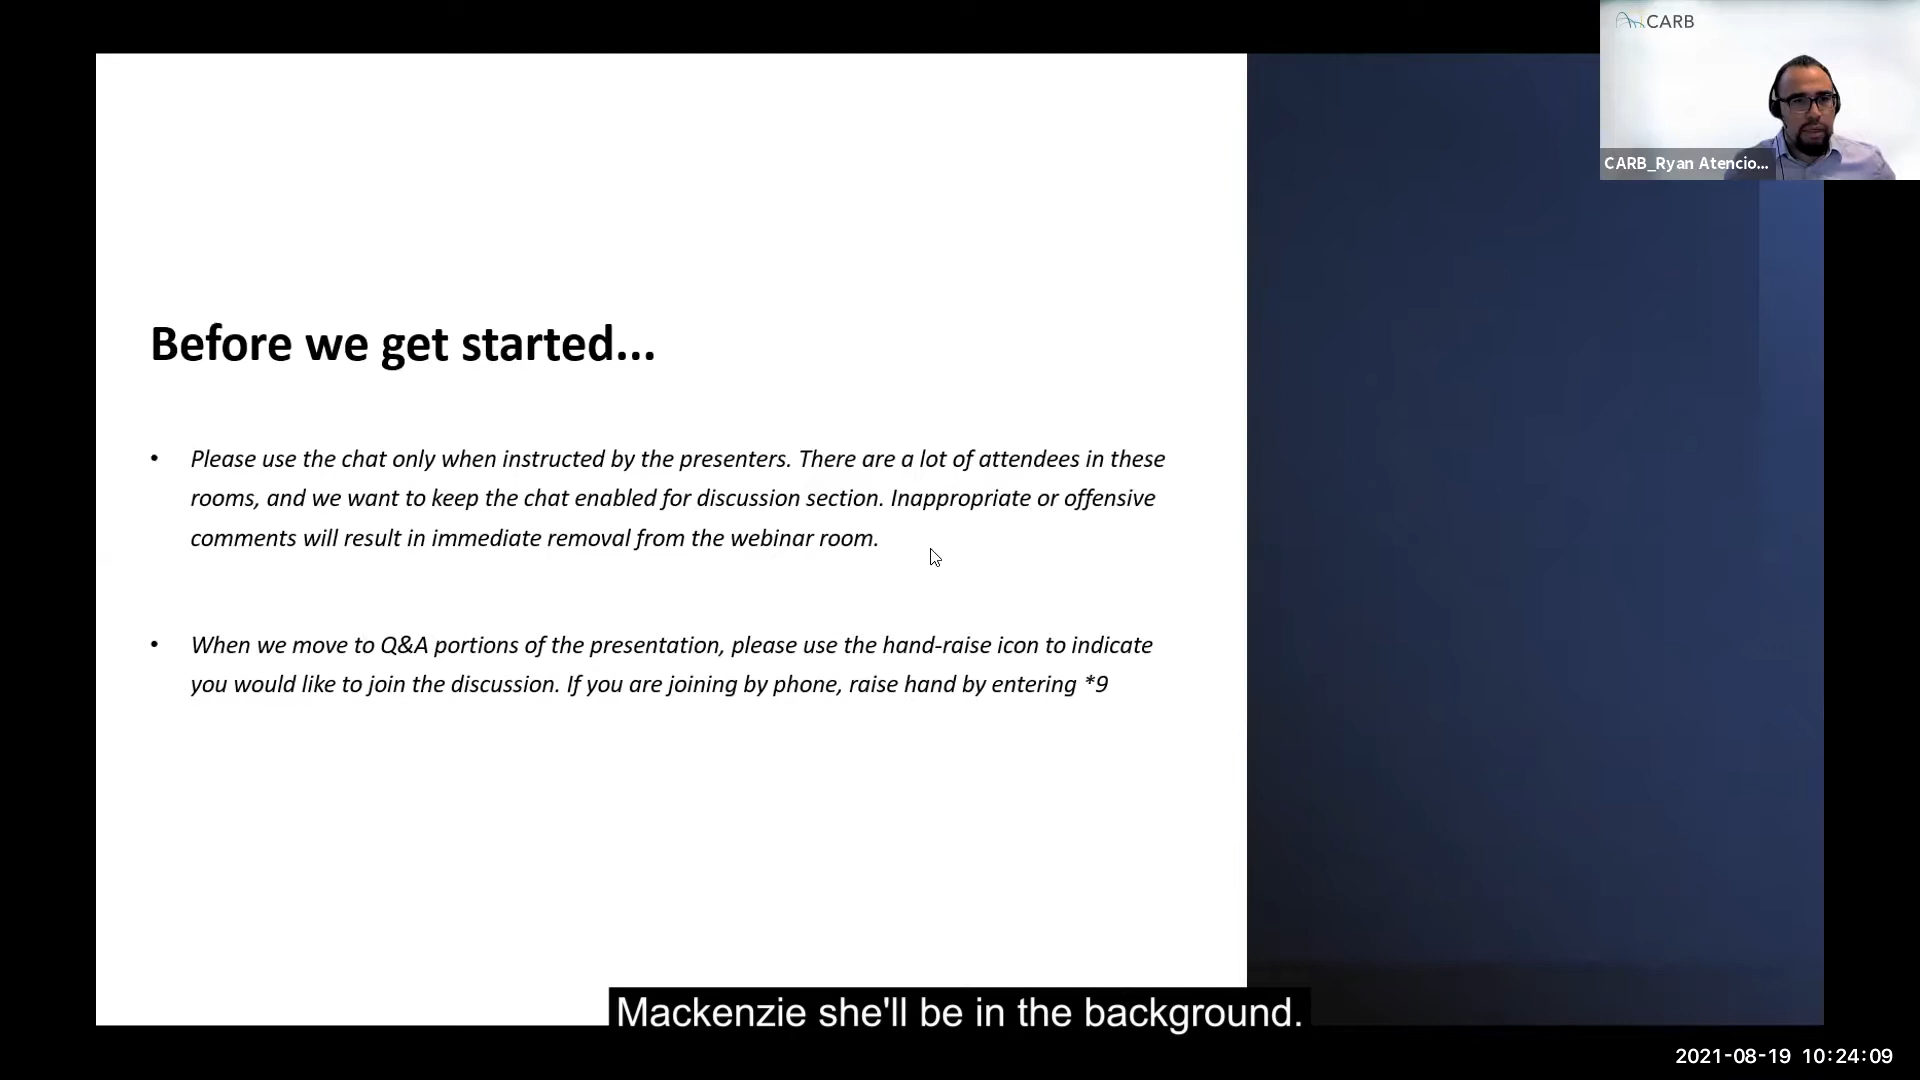 CARB
CARB_Ryan Atencio...
Before we get started...
• Please use the chat only when instructed by the presenters. There are a lot of attendees in these
rooms, and we want to keep the chat enabled for discussion section. Inappropriate or offensive
comments will result in immediate removal from the webinar room.
• When we move to Q&A portions of the presentation, please use the hand-raise icon to indicate
you would like to join the discussion. If you are joining by phone, raise hand by entering *9
Mackenzie she'll be in the background.
2021-08-19 10:24:09